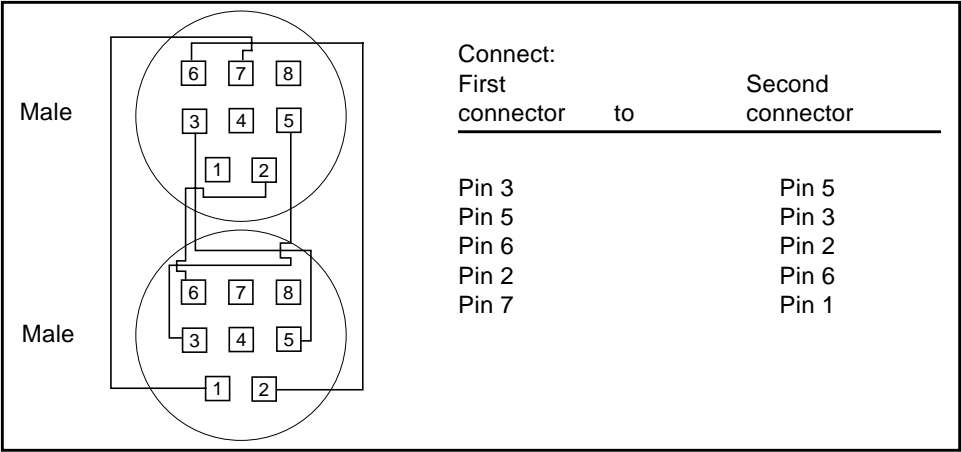 Male
6 7 8
3 4 5
1 2
Male
6 7 8
3 4 5
1 2
Connect:
First Second
connector to connector
Pin 3 Pin 5
Pin 5 Pin 3
Pin 6 Pin 2
Pin 2 Pin 6
Pin 7 Pin 1